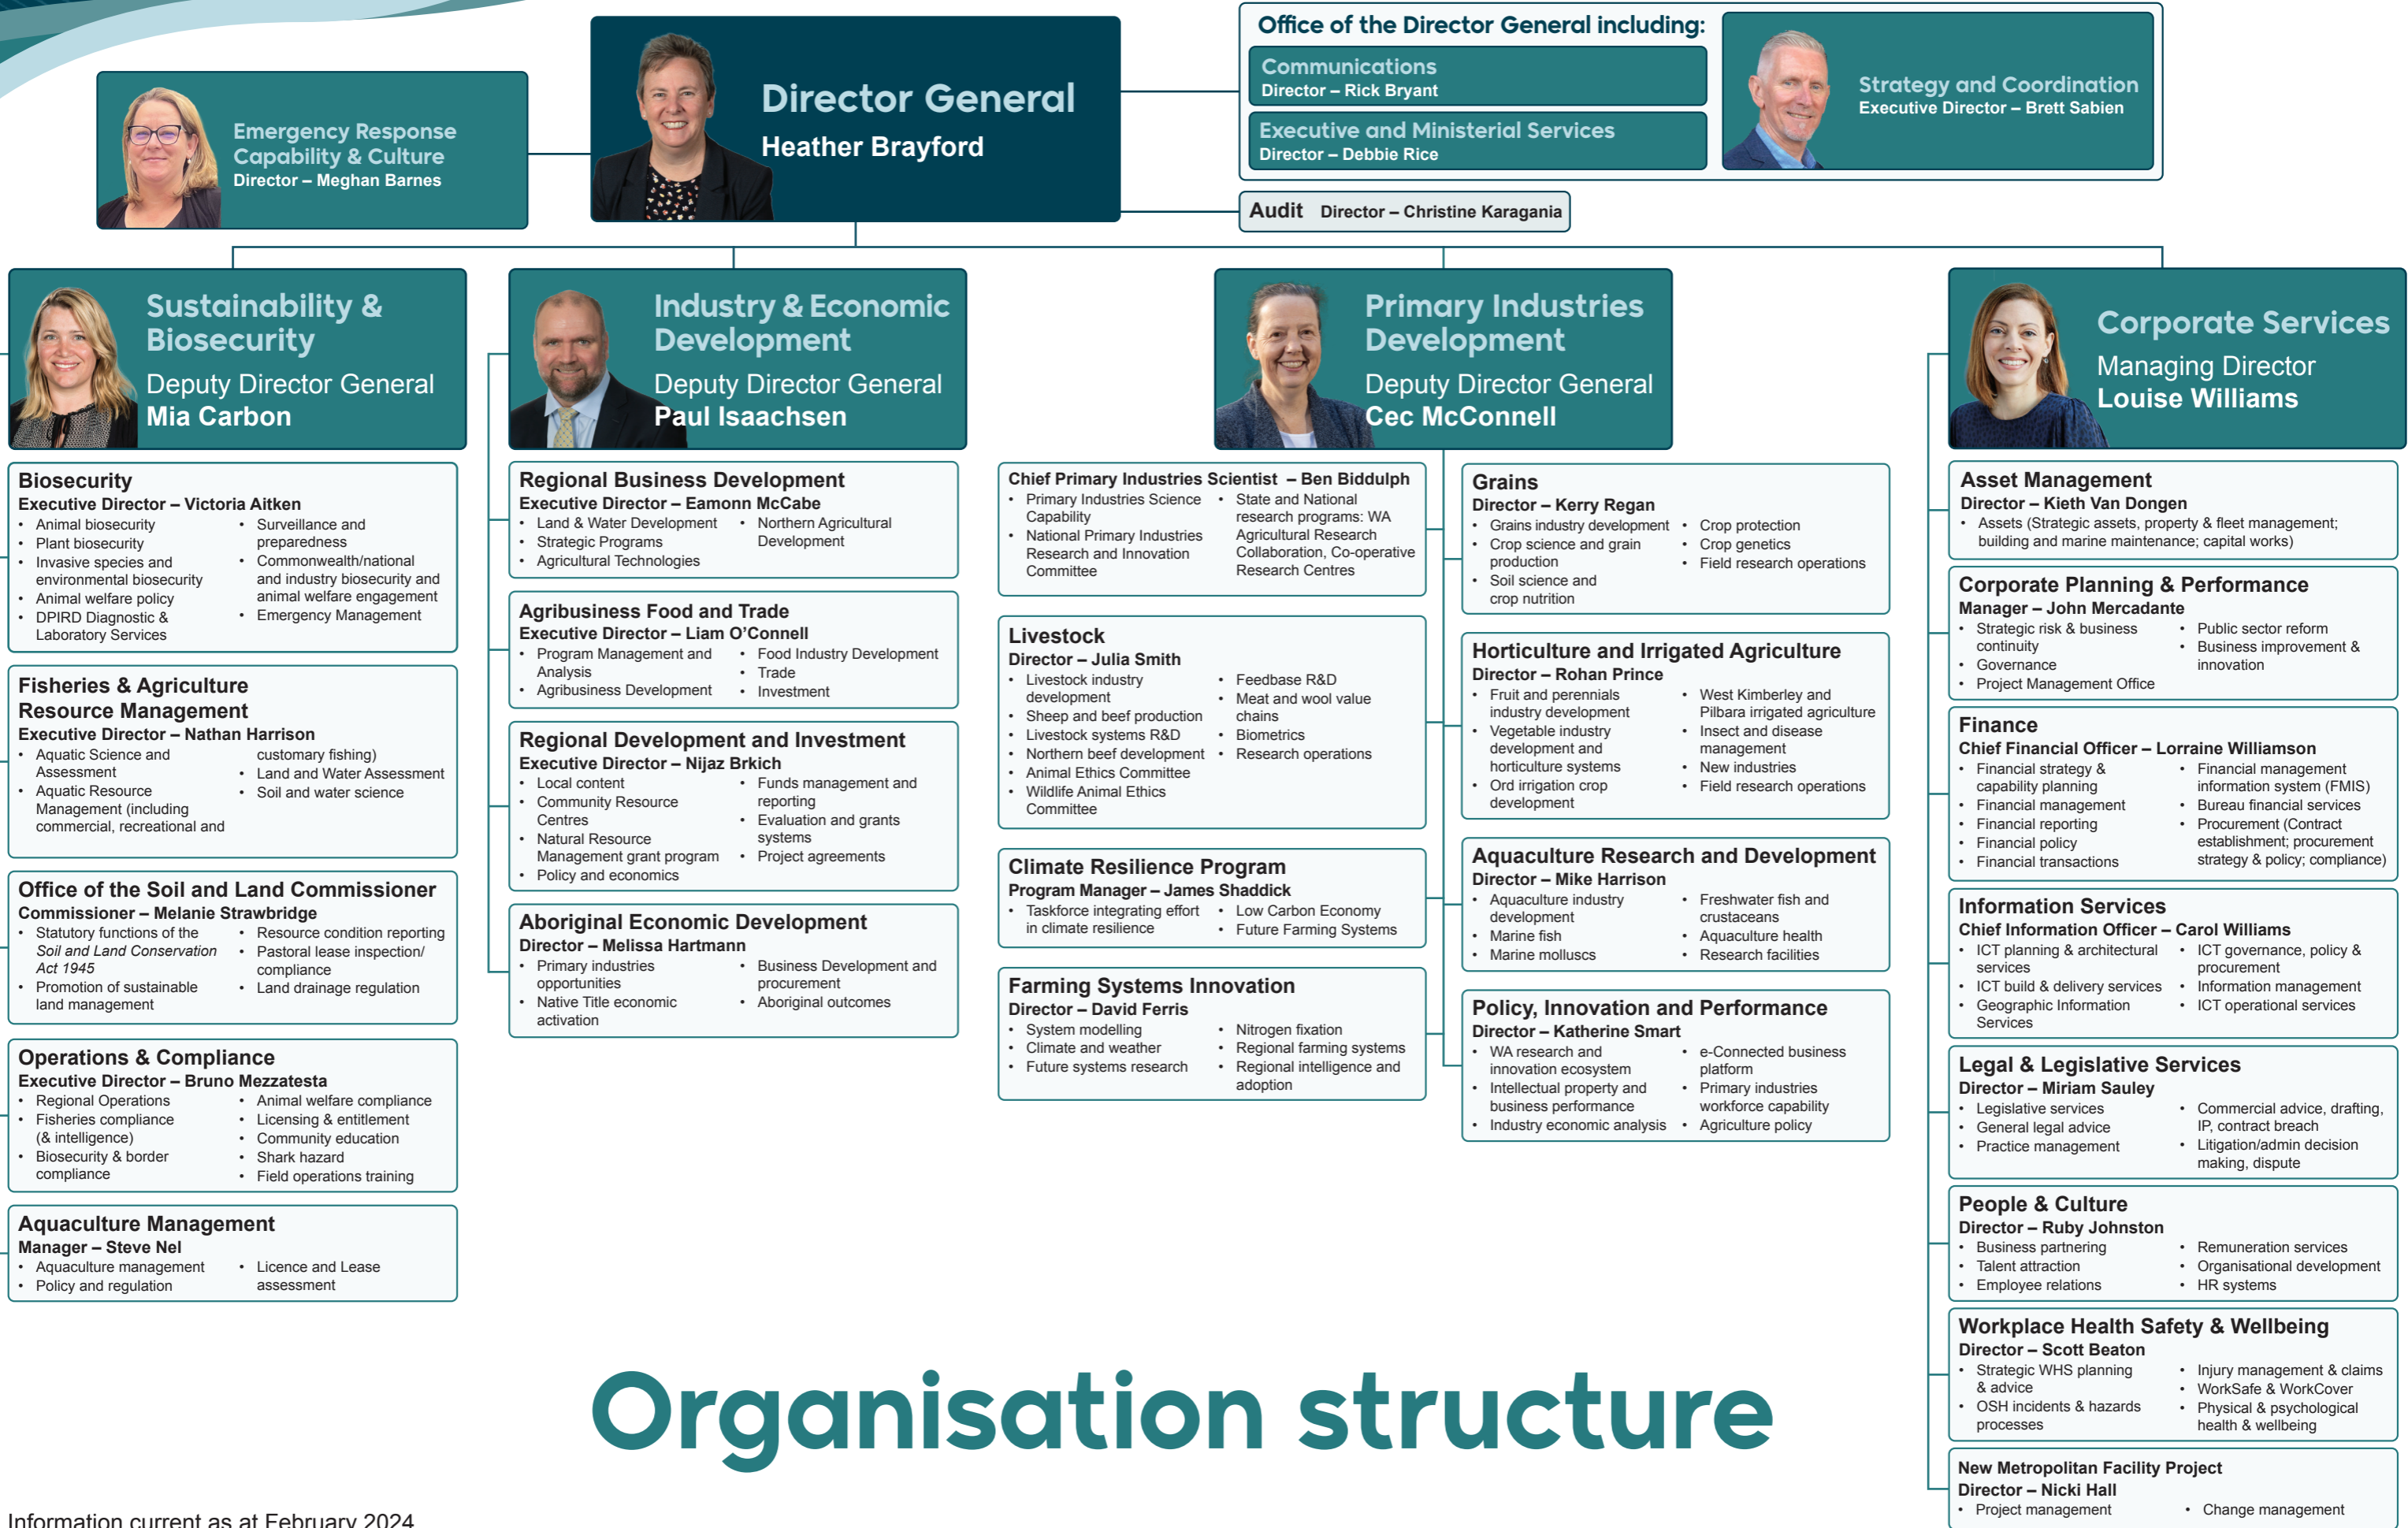 Office of the Director General including:
Communications
Director – Rick Bryant
Executive and Ministerial Services
Director – Debbie Rice
Strategy and Coordination
Executive Director – Brett Sabien
Director General
Heather Brayford
Emergency Response
Capability & Culture
Director – Meghan Barnes
Audit Director – Christine Karagania
Sustainability &
Biosecurity
Deputy Director General
Mia Carbon
Biosecurity
Executive Director – Victoria Aitken
• Animal biosecurity
• Plant biosecurity
• Invasive species and
environmental biosecurity
• Animal welfare policy
• DPIRD Diagnostic &
Laboratory Services
• Surveillance and
preparedness
• Commonwealth/national
and industry biosecurity and
animal welfare engagement
• Emergency Management
Fisheries & Agriculture
Resource Management
Executive Director – Nathan Harrison
• Aquatic Science and
Assessment
• Aquatic Resource
Management (including
commercial, recreational and
customary fishing)
• Land and Water Assessment
• Soil and water science
Office of the Soil and Land Commissioner
Commissioner – Melanie Strawbridge
• Statutory functions of the
Soil and Land Conservation
Act 1945
• Promotion of sustainable
land management
• Resource condition reporting
• Pastoral lease inspection/
compliance
• Land drainage regulation
Operations & Compliance
Executive Director – Bruno Mezzatesta
• Regional Operations
• Fisheries compliance
(& intelligence)
• Biosecurity & border
compliance
• Animal welfare compliance
• Licensing & entitlement
• Community education
• Shark hazard
• Field operations training
Aquaculture Management
Manager – Steve Nel
• Aquaculture management
• Policy and regulation
• Licence and Lease
assessment
Industry & Economic
Development
Deputy Director General
Paul Isaachsen
Regional Business Development
Executive Director – Eamonn McCabe
• Land & Water Development
• Strategic Programs
• Agricultural Technologies
• Northern Agricultural
Development
Agribusiness Food and Trade
Executive Director – Liam O’Connell
• Program Management and
Analysis
• Agribusiness Development
• Food Industry Development
• Trade
• Investment
Regional Development and Investment
Executive Director – Nijaz Brkich
• Local content
• Community Resource
Centres
• Natural Resource
Management grant program
• Policy and economics
• Funds management and
reporting
• Evaluation and grants
systems
• Project agreements
Aboriginal Economic Development
Director – Melissa Hartmann
• Primary industries
opportunities
• Native Title economic
activation
• Business Development and
procurement
• Aboriginal outcomes
Primary Industries
Development
Deputy Director General
Cec McConnell
Chief Primary Industries Scientist – Ben Biddulph
• Primary Industries Science
Capability
• National Primary Industries
Research and Innovation
Committee
• State and National
research programs: WA
Agricultural Research
Collaboration, Co-operative
Research Centres
Livestock
Director – Julia Smith
• Livestock industry
development
• Sheep and beef production
• Livestock systems R&D
• Northern beef development
• Animal Ethics Committee
• Wildlife Animal Ethics
Committee
• Feedbase R&D
• Meat and wool value
chains
• Biometrics
• Research operations
Climate Resilience Program
Program Manager – James Shaddick
• Taskforce integrating effort
in climate resilience
• Low Carbon Economy
• Future Farming Systems
Farming Systems Innovation
Director – David Ferris
• System modelling
• Climate and weather
• Future systems research
• Nitrogen fixation
• Regional farming systems
• Regional intelligence and
adoption
Grains
Director – Kerry Regan
• Grains industry development
• Crop science and grain
production
• Soil science and
crop nutrition
• Crop protection
• Crop genetics
• Field research operations
Horticulture and Irrigated Agriculture
Director – Rohan Prince
• Fruit and perennials
industry development
• Vegetable industry
development and
horticulture systems
• Ord irrigation crop
development
• West Kimberley and
Pilbara irrigated agriculture
• Insect and disease
management
• New industries
• Field research operations
Aquaculture Research and Development
Director – Mike Harrison
• Aquaculture industry
development
• Marine fish
• Marine molluscs
• Freshwater fish and
crustaceans
• Aquaculture health
• Research facilities
Policy, Innovation and Performance
Director – Katherine Smart
• WA research and
innovation ecosystem
• Intellectual property and
business performance
• Industry economic analysis
• e-Connected business
platform
• Primary industries
workforce capability
• Agriculture policy
Corporate Services
Managing Director
Louise Williams
Asset Management
Director – Kieth Van Dongen
• Assets (Strategic assets, property & fleet management;
building and marine maintenance; capital works)
Corporate Planning & Performance
Manager – John Mercadante
• Strategic risk & business
continuity
• Governance
• Project Management Office
• Public sector reform
• Business improvement &
innovation
Finance
Chief Financial Officer – Lorraine Williamson
• Financial strategy &
capability planning
• Financial management
• Financial reporting
• Financial policy
• Financial transactions
• Financial management
information system (FMIS)
• Bureau financial services
• Procurement (Contract
establishment; procurement
strategy & policy; compliance)
Information Services
Chief Information Officer – Carol Williams
• ICT planning & architectural
services
• ICT build & delivery services
• Geographic Information
Services
• ICT governance, policy &
procurement
• Information management
• ICT operational services
Legal & Legislative Services
Director – Miriam Sauley
• Legislative services
• General legal advice
• Practice management
• Commercial advice, drafting,
IP, contract breach
• Litigation/admin decision
making, dispute
People & Culture
Director – Ruby Johnston
• Business partnering
• Talent attraction
• Employee relations
• Remuneration services
• Organisational development
• HR systems
Workplace Health Safety & Wellbeing
Director – Scott Beaton
• Strategic WHS planning
& advice
• OSH incidents & hazards
processes
• Injury management & claims
• WorkSafe & WorkCover
• Physical & psychological
health & wellbeing
New Metropolitan Facility Project
Director – Nicki Hall
• Project management
• Change management
Organisation structure
Information current as at February 2024